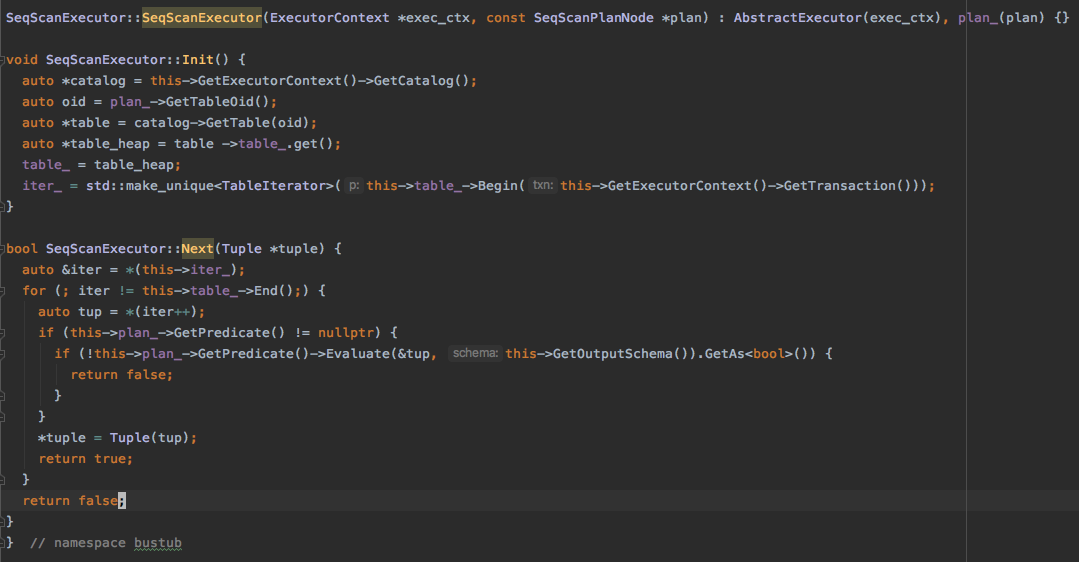 SeqScanExecutor::SeqScanExecutor(ExecutorContext *exec_ctx, const SeqScanPlanNode *plan) : AbstractExecutor(exec_ctx), plan_(plan) {}
void SeqScanExecutor::Init() {
auto *catalog = this->GetExecutorContext()->GetCatalog();
auto oid = plan_->GetTableOid();
auto *table = catalog->GetTable(oid);
auto *table_heap = table ->table_.get();
table_ = table_heap;
iter_ = std::make_unique<TableIterator>( p: this->table_->Begin( txn: this->GetExecutorContext()->GetTransaction()));
}
bool SeqScanExecutor::Next(Tuple *tuple) {
auto &iter = *(this->iter_);
for (; iter != this->table_->End();) {
auto tup = *(iter++);
if (this->plan_->GetPredicate() != nullptr) {
if (!this->plan_->GetPredicate()->Evaluate(&tup, schema: this->GetOutputSchema()).GetAs<bool>()) {
return false;
}
}
*tuple = Tuple(tup);
return true;
}
return false;
}
} // namespace bustub